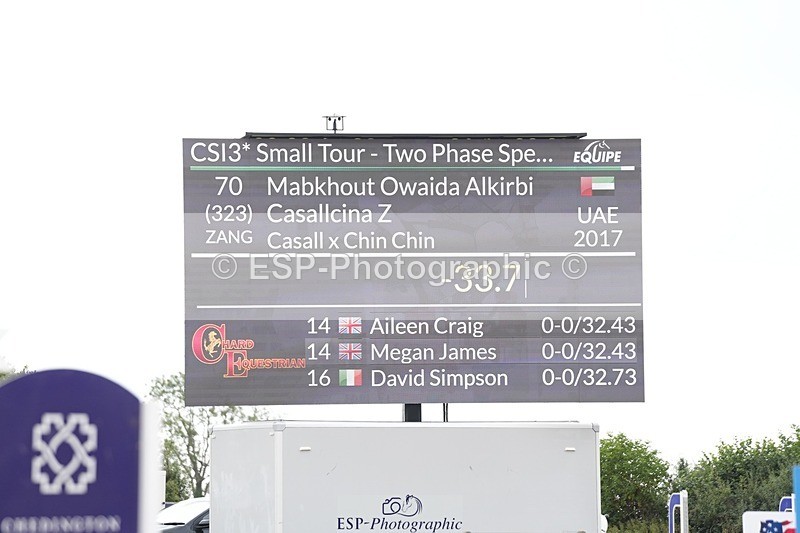 CSI3* Small Tour - Two Phase Spe... EQUIPE
70 Mabkhout Owaida Alkirbi
(323) Casallcina Z UAE
ZANG Casall x Chin Chin 2017
© ESP-Photographic ©
-33.7
14 Aileen Craig 0-0/32.43
14 Megan James 0-0/32.43
16 David Simpson 0-0/32.73
CHARD
EQUESTRIAN
ESP-Photographic
CHEDINGTON